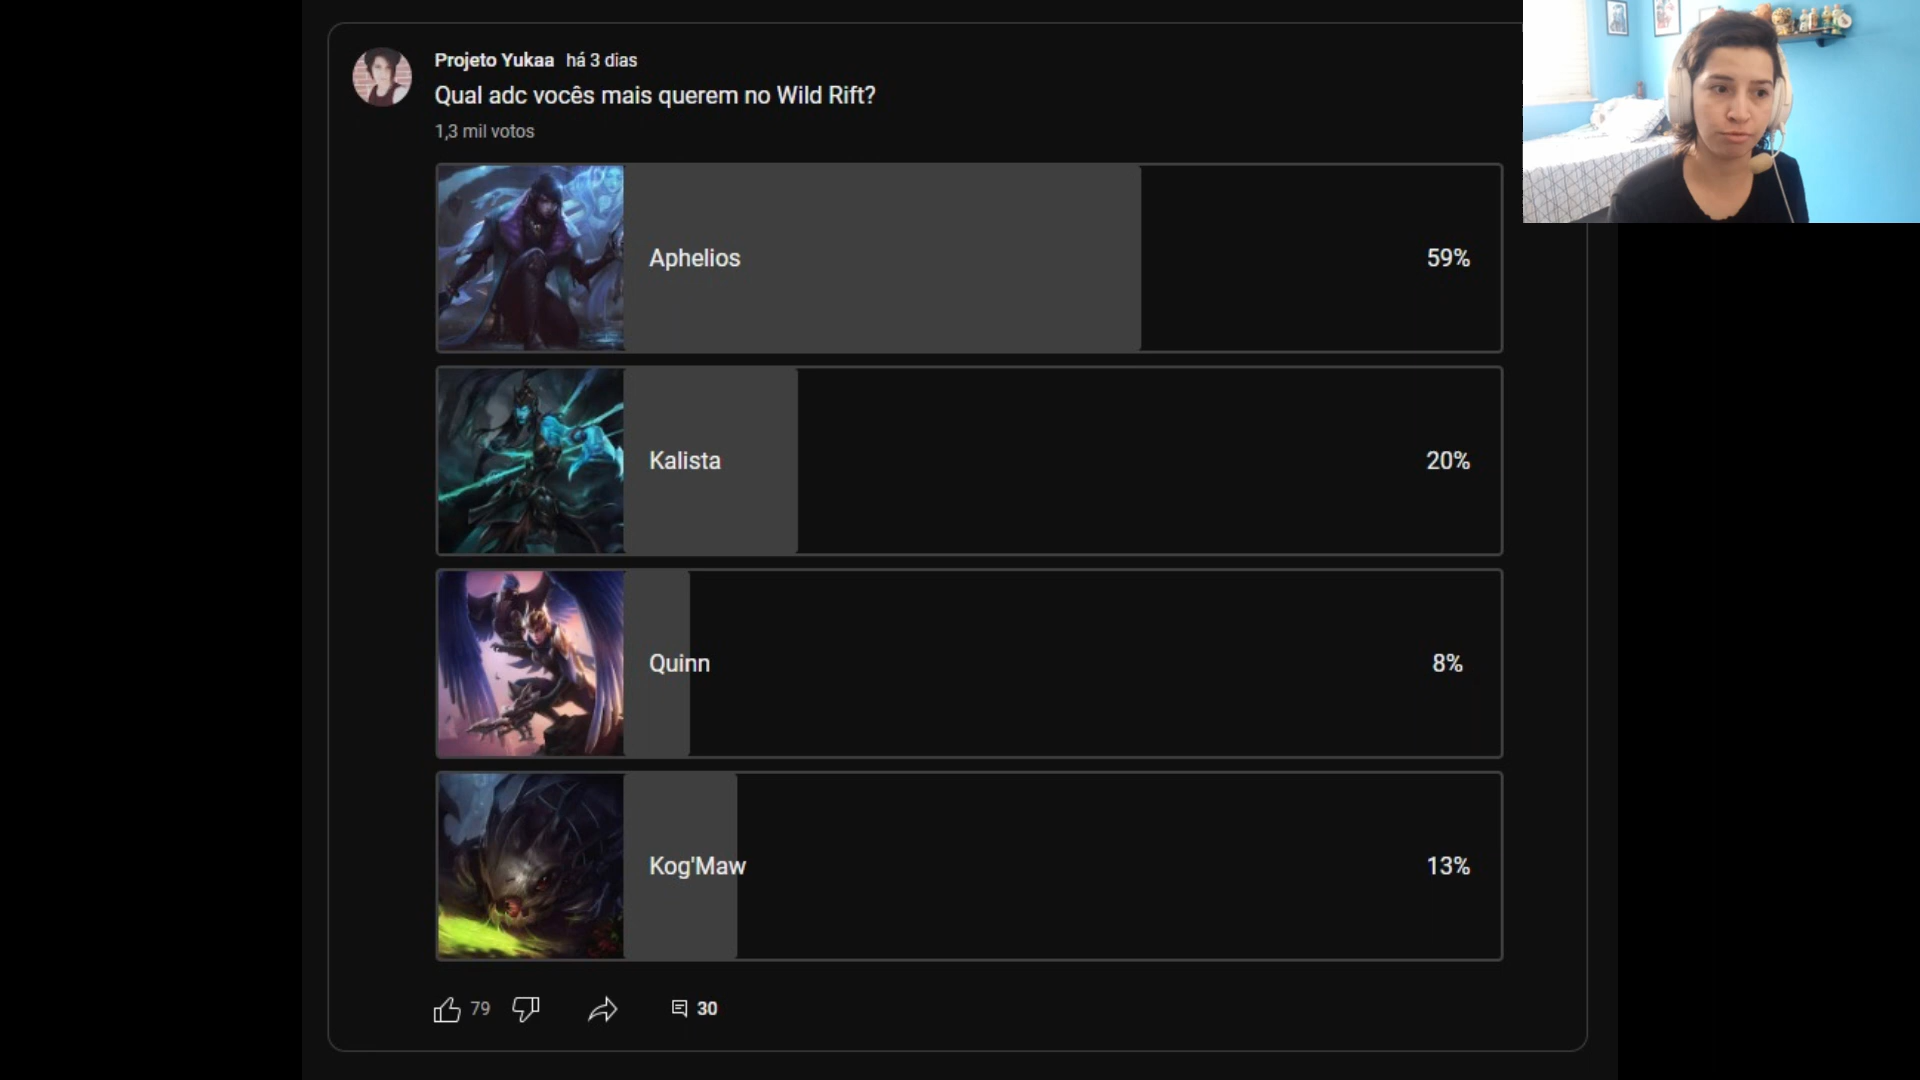 Projeto Yukaa há 3 dias
Qual adc vocês mais querem no Wild Rift?
1,3 mil votos
Aphelios 59%
Kalista 20%
Quinn 8%
Kog'Maw 13%
79 30